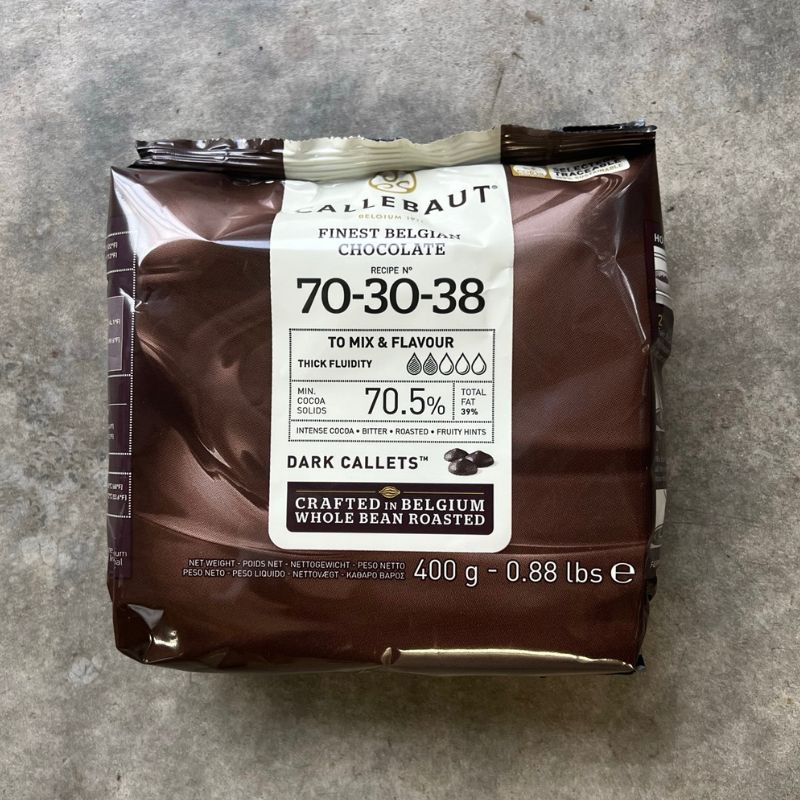 CALLEBAUT®
BELGIUM 1911
FINEST BELGIAN
CHOCOLATE
RECIPE N°
70-30-38
TO MIX & FLAVOUR
THICK FLUIDITY
MIN.
COCOA
SOLIDS
70.5%
TOTAL
FAT
39%
INTENSE COCOA • BITTER • ROASTED • FRUITY HINTS
DARK CALLETS™
CRAFTED IN BELGIUM
WHOLE BEAN ROASTED
NET WEIGHT - POIDS NET - NETTOGEWICHT - PESO NETTO
PESO NETO - PESO LIQUIDO - NETTOVÆGT - ΚΑΘΑΡΟ ΒΑΡΟΣ
400 g - 0.88 lbs ℮
TRACEABLE